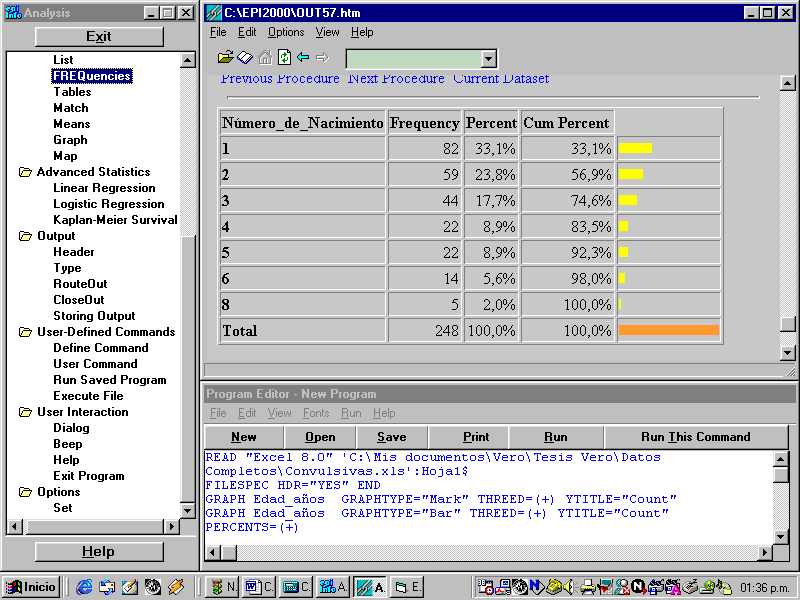 Analysis
Exit
List
FREQuencies
Tables
Match
Means
Graph
Map
Advanced Statistics
Linear Regression
Logistic Regression
Kaplan-Meier Survival
Output
Header
Type
RouteOut
CloseOut
Storing Output
User-Defined Commands
Define Command
User Command
Run Saved Program
Execute File
User Interaction
Dialog
Beep
Help
Exit Program
Options
Set
Help
C:\EPI2000\OUT57.htm
File Edit Options View Help
Previous Procedure Next Procedure Current Dataset
Número_de_Nacimiento Frequency Percent Cum Percent
1 82 33,1% 33,1%
2 59 23,8% 56,9%
3 44 17,7% 74,6%
4 22 8,9% 83,5%
5 22 8,9% 92,3%
6 14 5,6% 98,0%
8 5 2,0% 100,0%
Total 248 100,0% 100,0%
Program Editor - New Program
File Edit View Fonts Run Help
New Open Save Print Run Run This Command
READ "Excel 8.0" 'C:\Mis documentos\Vero\Tesis Vero\Datos
Completos\Convulsivas.xls':Hoja1$
FILESPEC HDR="YES" END
GRAPH Edad_años GRAPHTYPE="Mark" THREED=(+) YTITLE="Count"
GRAPH Edad_años GRAPHTYPE="Bar" THREED=(+) YTITLE="Count"
PERCENTS=(+)
Inicio N. C. C. A. A. E. 01:36 p.m.